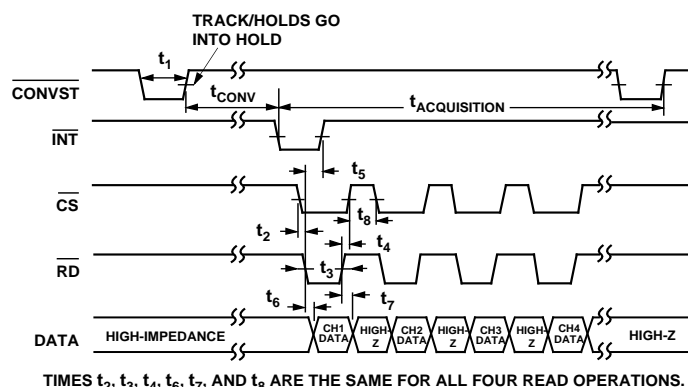 TRACK/HOLDS GO
INTO HOLD
t1
CONVST
tCONV
tACQUISITION
INT
t5
CS
t8
t2
t4
RD
t3
t6
t7
DATA
HIGH-IMPEDANCE
CH1
DATA
HIGH-
Z
CH2
DATA
HIGH-
Z
CH3
DATA
HIGH-
Z
CH4
DATA
HIGH-Z
TIMES t2, t3, t4, t6, t7, AND t8 ARE THE SAME FOR ALL FOUR READ OPERATIONS.